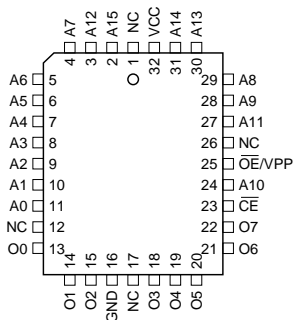 A7 A12 A15 NC VCC A14 A13
4 3 2 1 32 31 30
A6 5 29 A8
A5 6 28 A9
A4 7 27 A11
A3 8 26 NC
A2 9 25 O̅E̅/VPP
A1 10 24 A10
A0 11 23 C̅E̅
NC 12 22 O7
O0 13 21 O6
14 15 16 17 18 19 20
O1 O2 GND NC O3 O4 O5